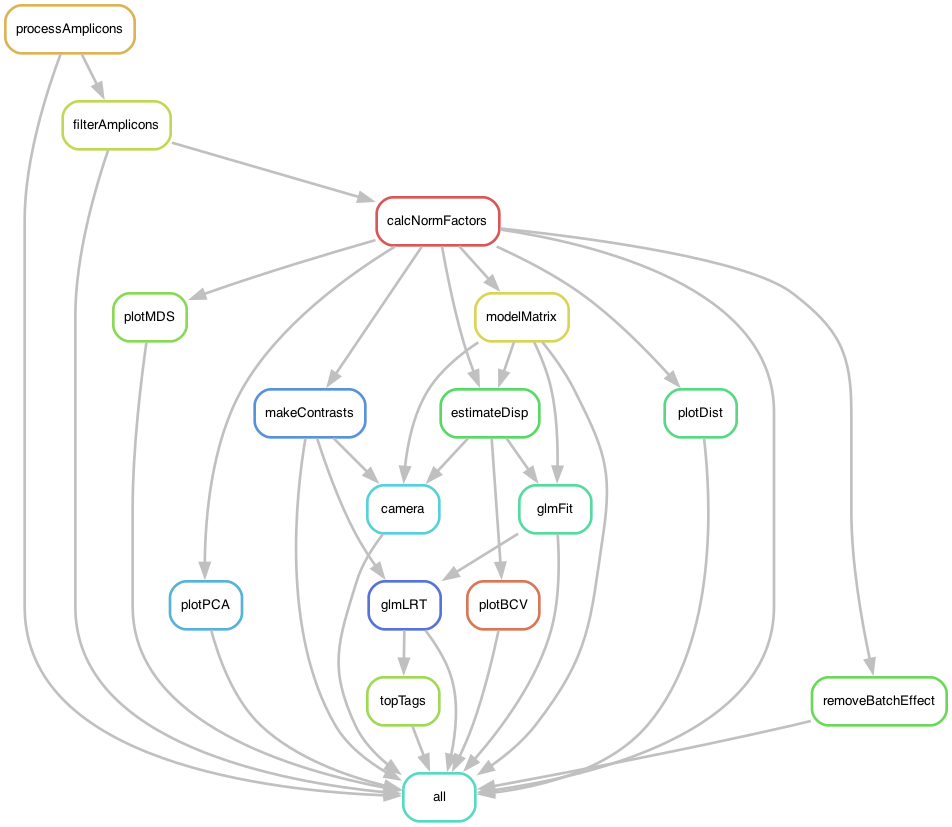 processAmplicons
filterAmplicons
calcNormFactors
plotMDS
modelMatrix
makeContrasts
estimateDisp
plotDist
camera
glmFit
plotPCA
glmLRT
plotBCV
topTags
removeBatchEffect
all